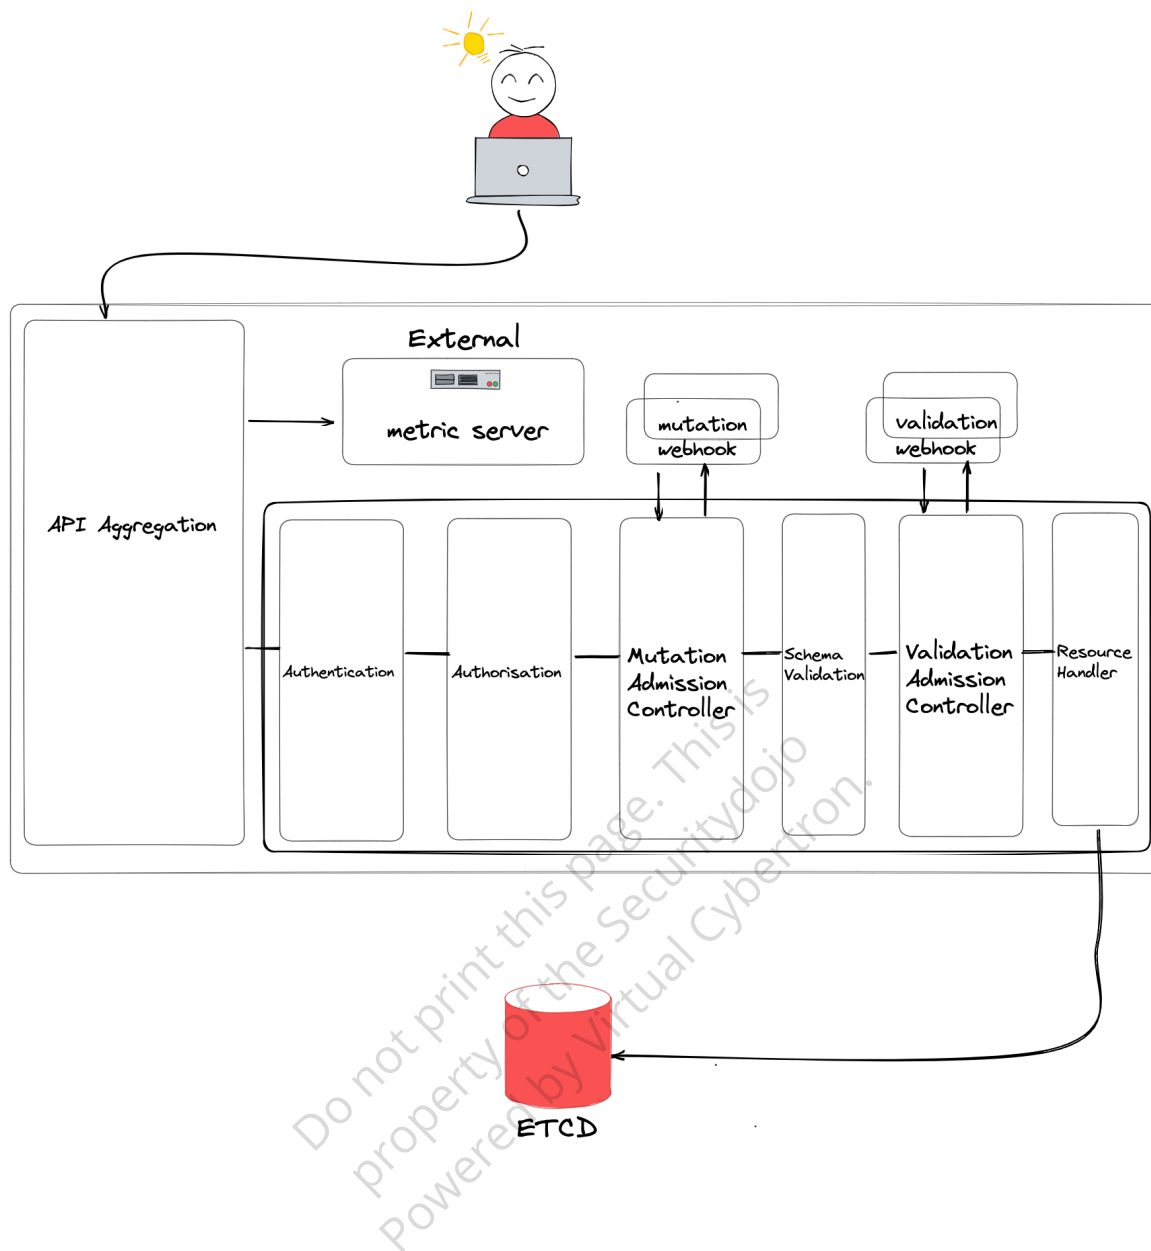 External
metric server
mutation
webhook
validation
webhook
API Aggregation
Authentication
Authorisation
Mutation
Admission
Controller
Schema
Validation
Validation
Admission
Controller
Resource
Handler
Do not print this page. This is
property of the Securitydojo
Powered by Virtual Cybertron.
ETCD